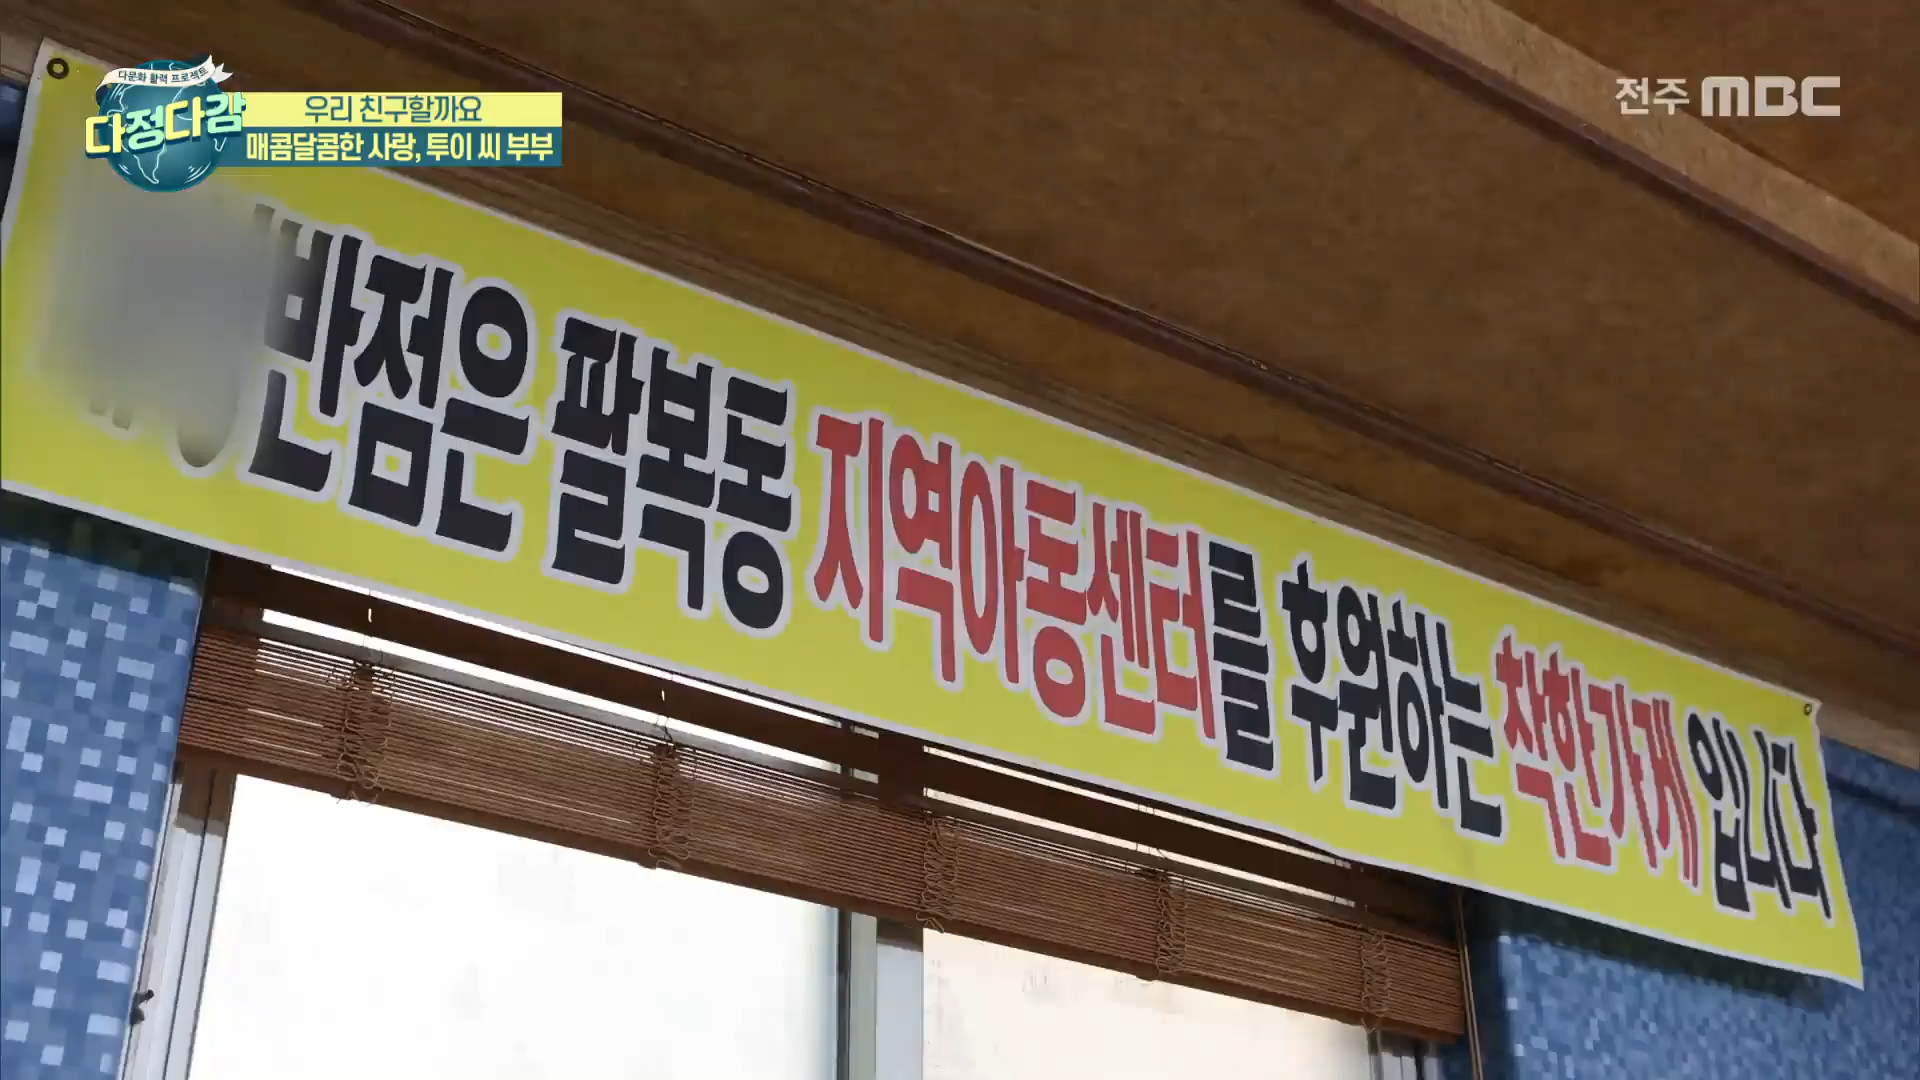 다문화 활력 프로젝트
다정다감
우리 친구할까요
매콤달콤한 사랑, 투이 씨 부부
전주 MBC
반점은 팔복동 지역아동센터를 후원하는 착한가게 입니다